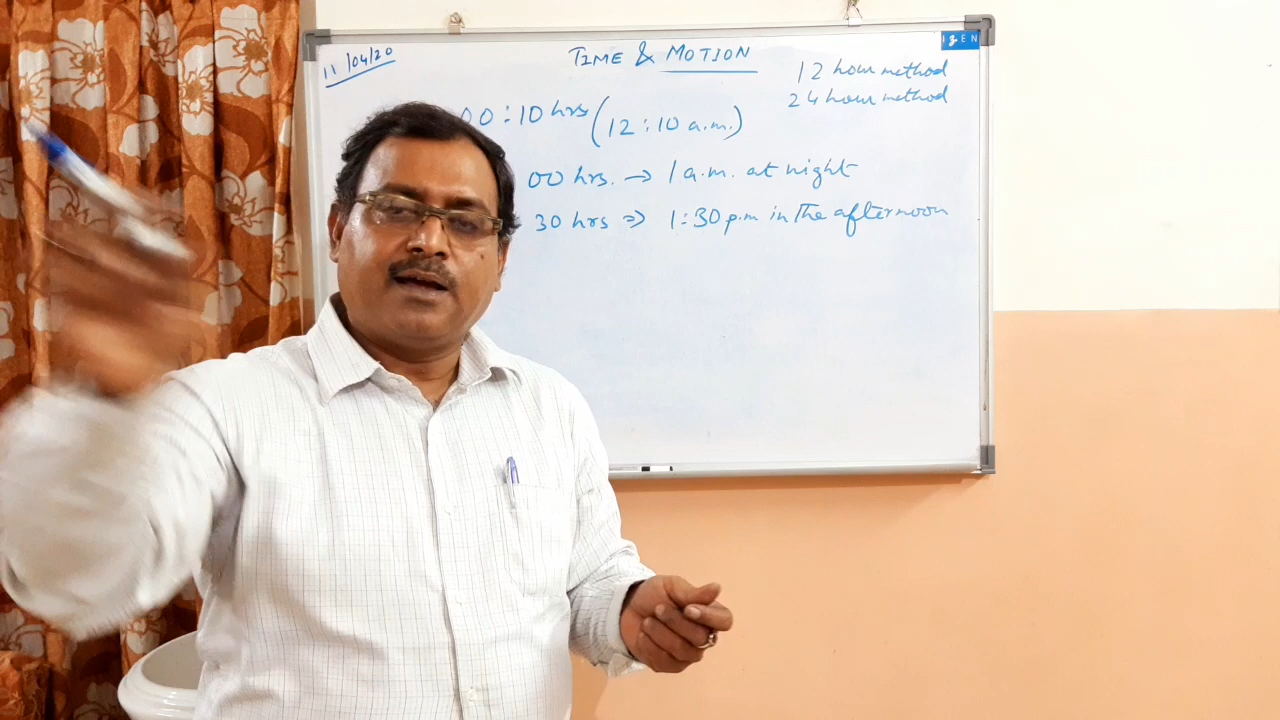 11/04/20
TIME & MOTION
IZEN
12 hour method
24 hour method
00:10 hrs (12:10 a.m.)
00 hrs. → 1 a.m. at night
30 hrs ⇒ 1:30 p.m in the afternoon